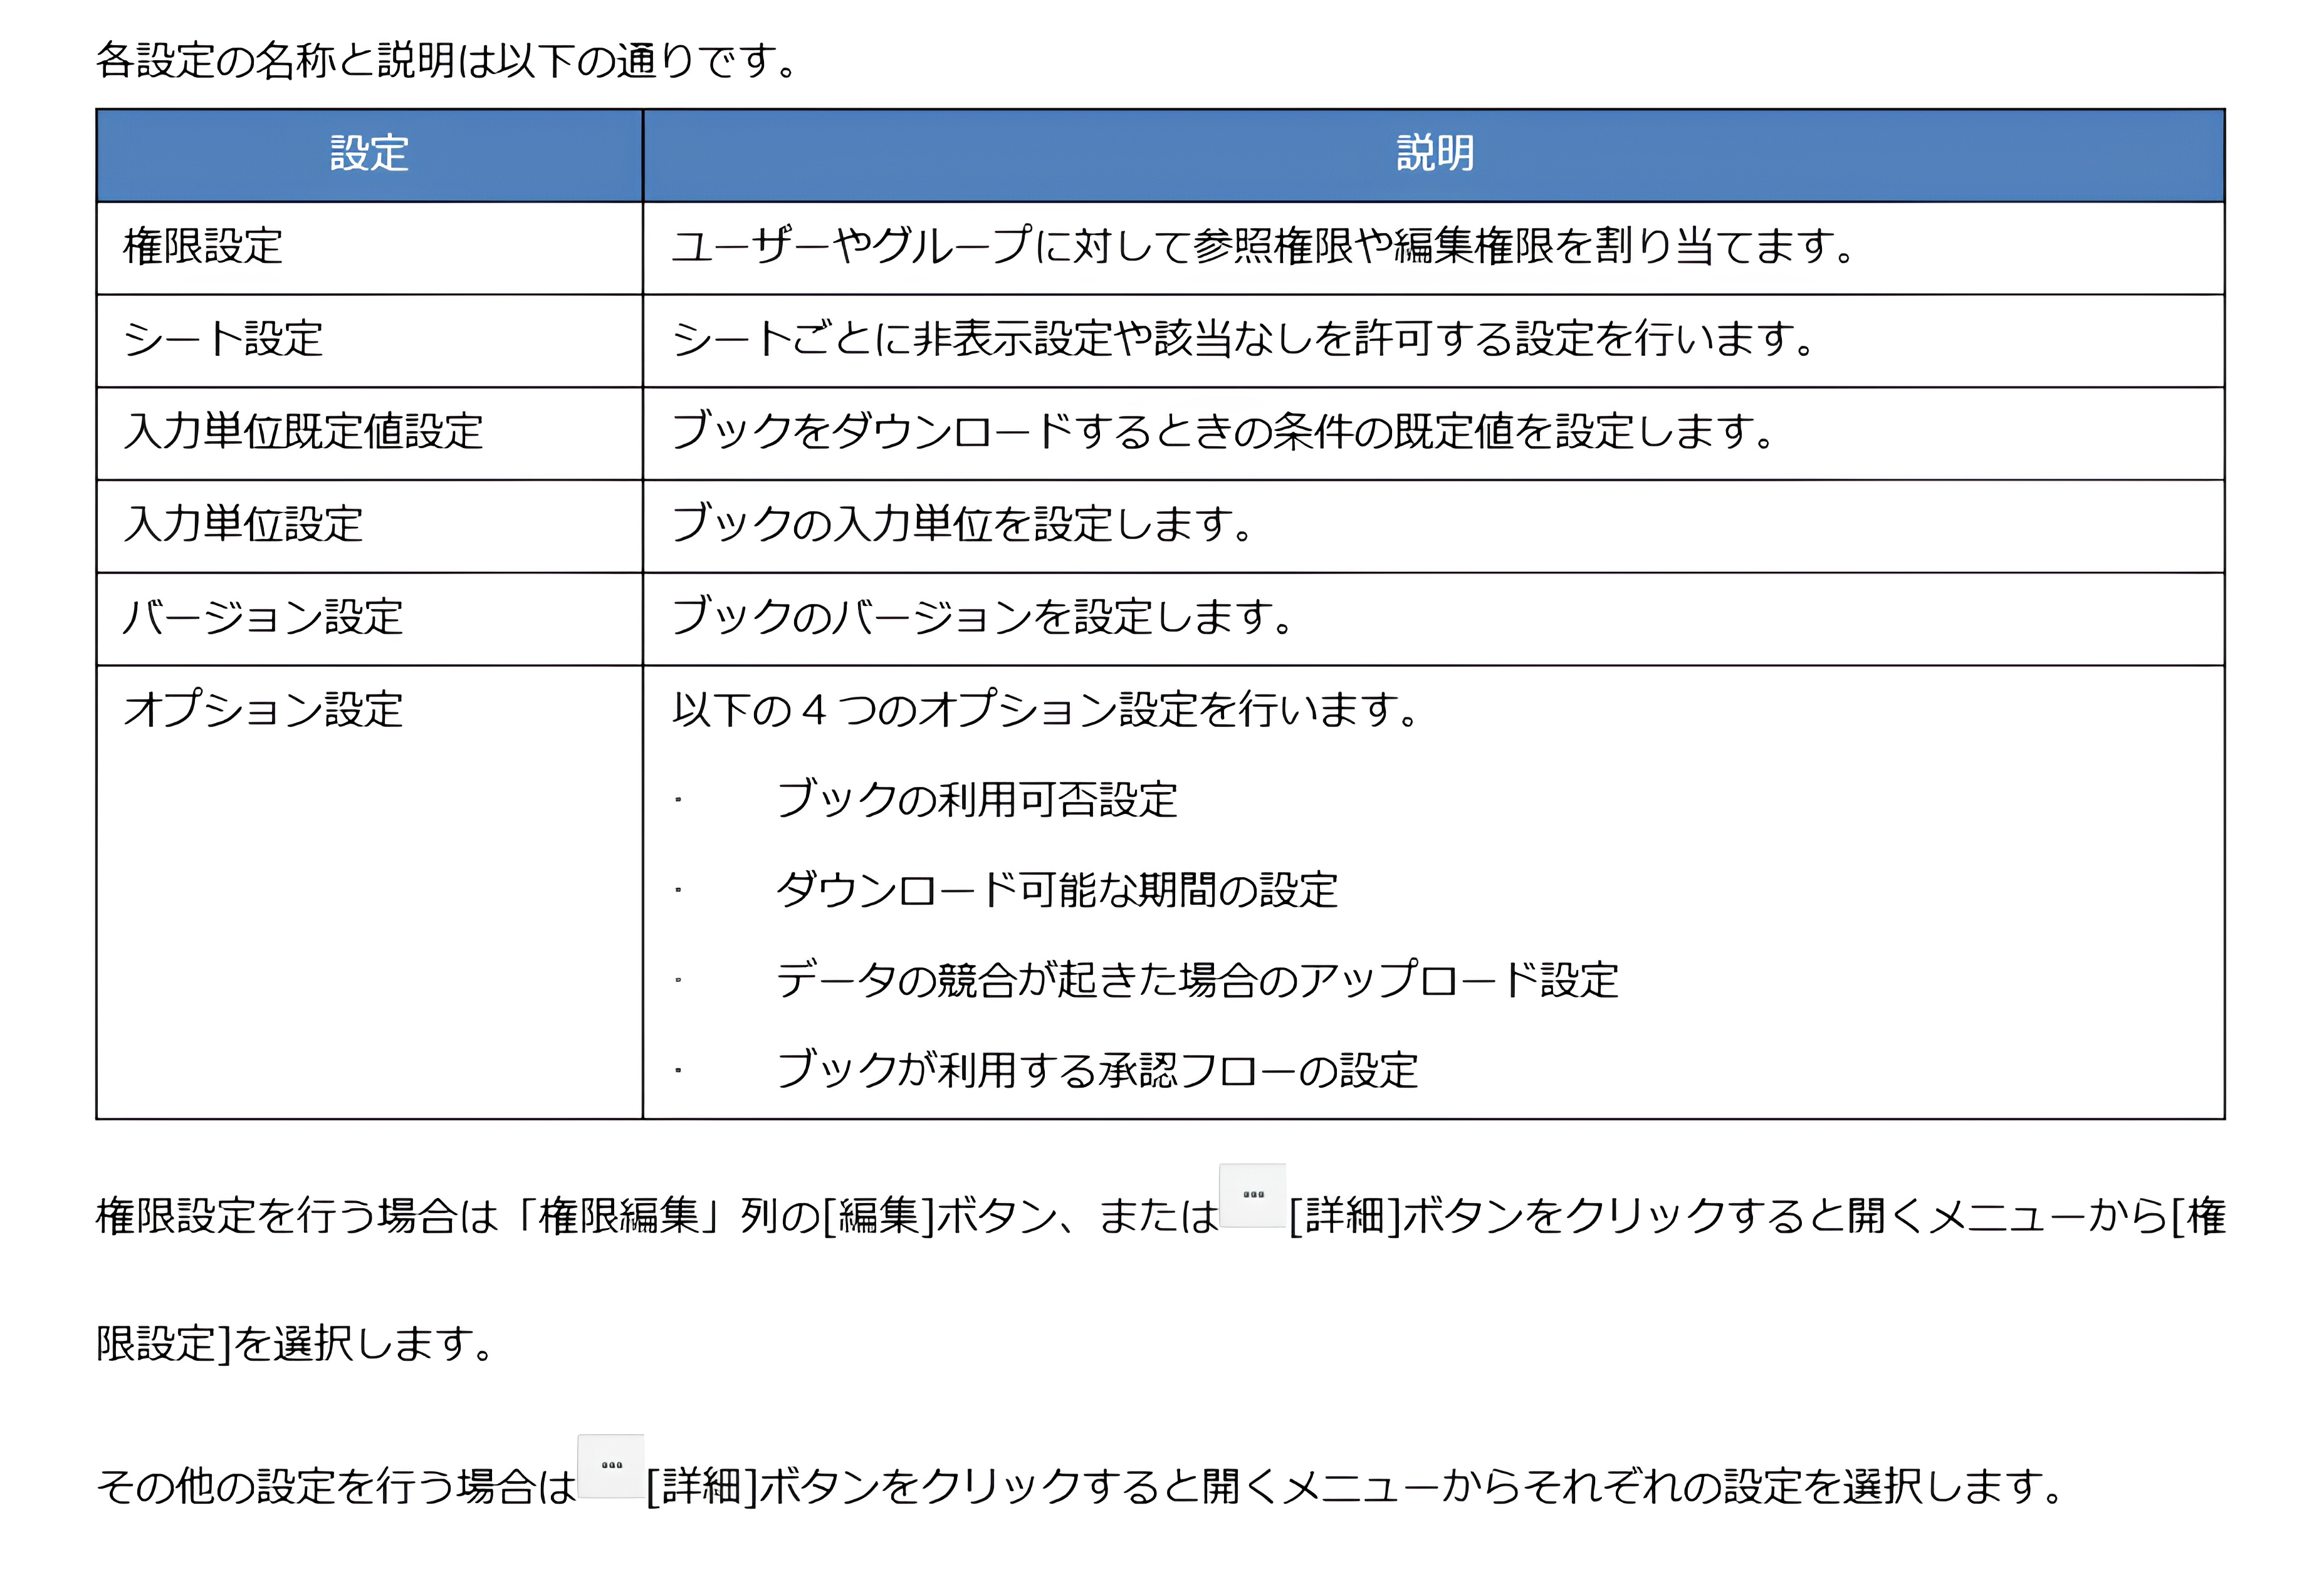 各設定の名称と説明は以下の通りです。
設定 説明
権限設定 ユーザーやグループに対して参照権限や編集権限を割り当てます。
シート設定 シートごとに非表示設定や該当なしを許可する設定を行います。
入力単位既定値設定 ブックをダウンロードするときの条件の既定値を設定します。
入力単位設定 ブックの入力単位を設定します。
バージョン設定 ブックのバージョンを設定します。
オプション設定 以下の 4 つのオプション設定を行います。
· ブックの利用可否設定
· ダウンロード可能な期間の設定
· データの競合が起きた場合のアップロード設定
· ブックが利用する承認フローの設定
権限設定を行う場合は「権限編集」列の[編集]ボタン、または ... [詳細]ボタンをクリックすると開くメニューから[権
限設定]を選択します。
その他の設定を行う場合は ... [詳細]ボタンをクリックすると開くメニューからそれぞれの設定を選択します。